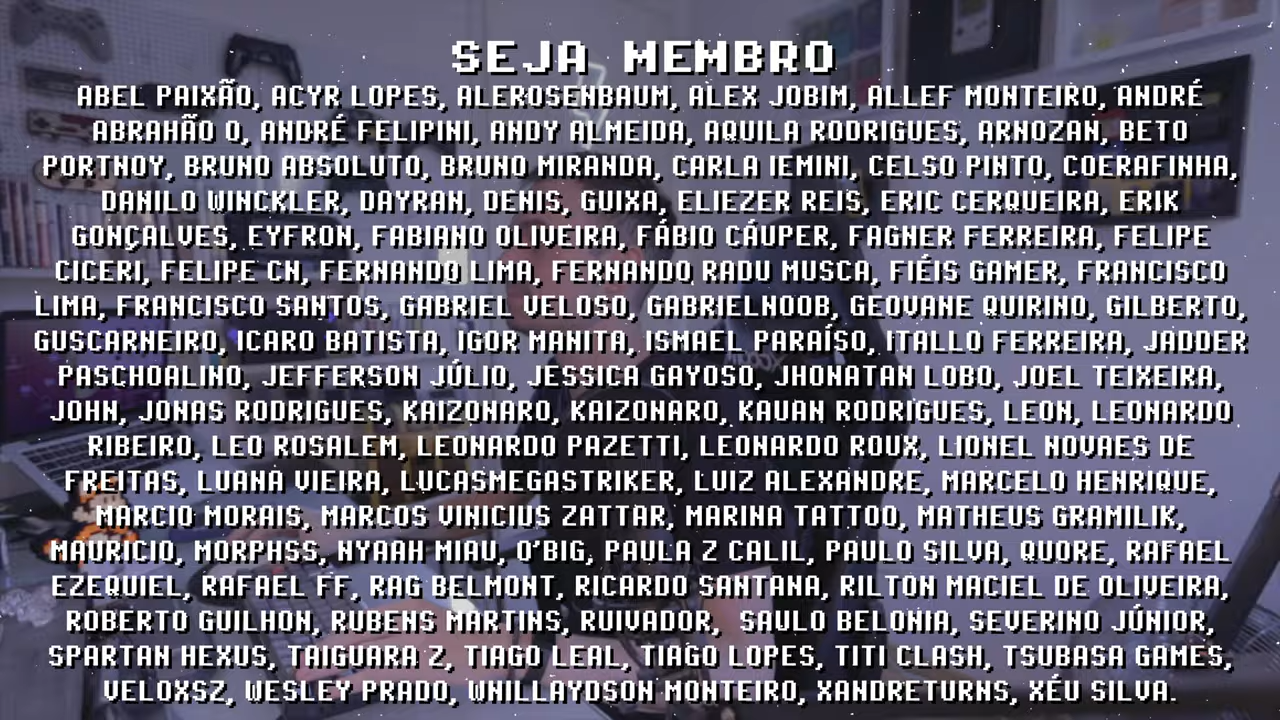 SEJA MEMBRO
ABEL PAIXÃO, ACYR LOPES, ALEROSENBAUM, ALEX JOBIM, ALLEF MONTEIRO, ANDRÉ
ABRAHÃO O, ANDRÉ FELIPINI, ANDY ALMEIDA, AQUILA RODRIGUES, ARNOZAN, BETO
PORTNOY, BRUNO ABSOLUTO, BRUNO MIRANDA, CARLA IEMINI, CELSO PINTO, COERAFINHA,
DANILO WINCKLER, DAYRAN, DENIS, GUIXA, ELIEZER REIS, ERIC CERQUEIRA, ERIK
GONÇALVES, EYFRON, FABIANO OLIVEIRA, FÁBIO CÁUPER, FAGNER FERREIRA, FELIPE
CICERI, FELIPE CN, FERNANDO LIMA, FERNANDO RADU MUSCA, FIÉIS GAMER, FRANCISCO
LIMA, FRANCISCO SANTOS, GABRIEL VELOSO, GABRIELNOOB, GEOVANE QUIRINO, GILBERTO,
GUSCARNEIRO, ICARO BATISTA, IGOR MANITA, ISMAEL PARAÍSO, ITALLO FERREIRA, JADDER
PASCHOALINO, JEFFERSON JÚLIO, JESSICA GAYOSO, JHONATAN LOBO, JOEL TEIXEIRA,
JOHN, JONAS RODRIGUES, KAIZONARO, KAIZONARO, KAUAN RODRIGUES, LEON, LEONARDO
RIBEIRO, LEO ROSALEM, LEONARDO PAZETTI, LEONARDO ROUX, LIONEL NOVAES DE
FREITAS, LUANA VIEIRA, LUCASMEGASTRIKER, LUIZ ALEXANDRE, MARCELO HENRIQUE,
MARCIO MORAIS, MARCOS VINICIUS ZATTAR, MARINA TATTOO, MATHEUS GRAMILIK,
MAURICIO, MORPHSS, NYAAH MIAU, O'BIG, PAULA Z CALIL, PAULO SILVA, QUORE, RAFAEL
EZEQUIEL, RAFAEL FF, RAG BELMONT, RICARDO SANTANA, RILTON MACIEL DE OLIVEIRA,
ROBERTO GUILHON, RUBENS MARTINS, RUIVADOR, SAULO BELONIA, SEVERINO JÚNIOR,
SPARTAN HEXUS, TAIGUARA Z, TIAGO LEAL, TIAGO LOPES, TITI CLASH, TSUBASA GAMES,
VELOXSZ, WESLEY PRADO, WHILLAYDSON MONTEIRO, XANDRETURNS, XÉU SILVA.